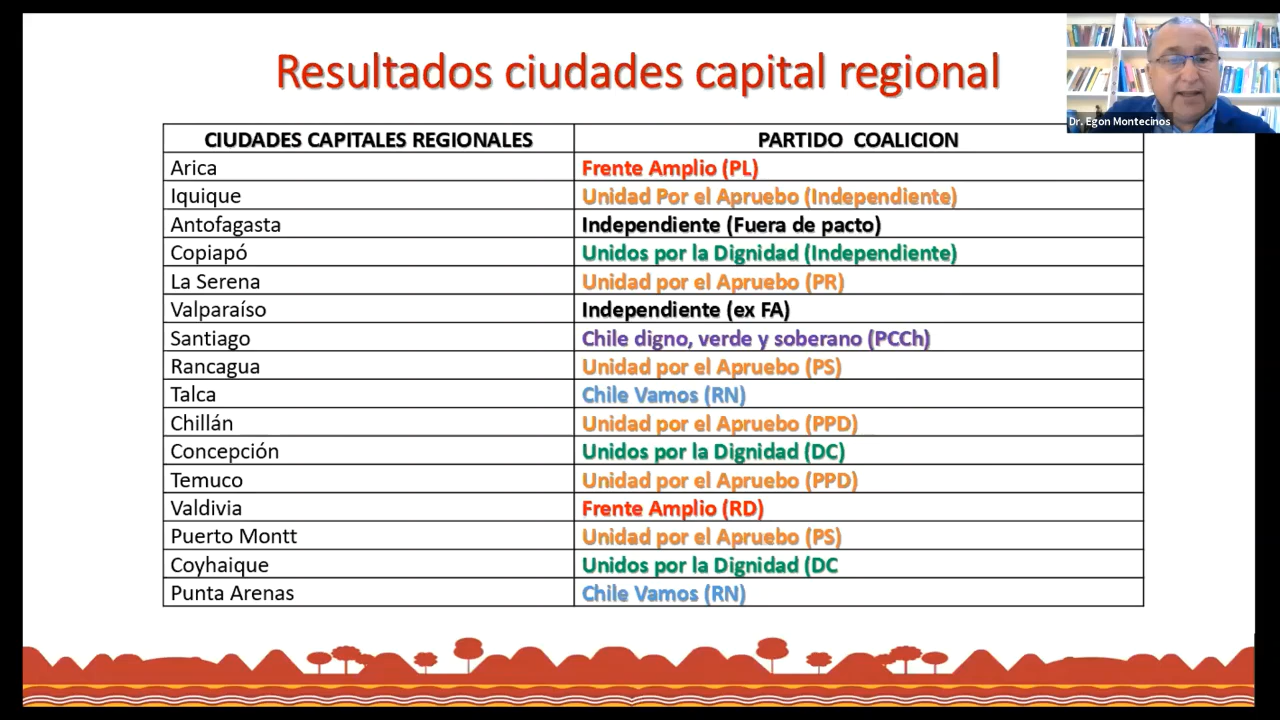 Resultados ciudades capital regional
Dr. Egon Montecinos
CIUDADES CAPITALES REGIONALES PARTIDO COALICION
Arica Frente Amplio (PL)
Iquique Unidad Por el Apruebo (Independiente)
Antofagasta Independiente (Fuera de pacto)
Copiapó Unidos por la Dignidad (Independiente)
La Serena Unidad por el Apruebo (PR)
Valparaíso Independiente (ex FA)
Santiago Chile digno, verde y soberano (PCCh)
Rancagua Unidad por el Apruebo (PS)
Talca Chile Vamos (RN)
Chillán Unidad por el Apruebo (PPD)
Concepción Unidos por la Dignidad (DC)
Temuco Unidad por el Apruebo (PPD)
Valdivia Frente Amplio (RD)
Puerto Montt Unidad por el Apruebo (PS)
Coyhaique Unidos por la Dignidad (DC
Punta Arenas Chile Vamos (RN)